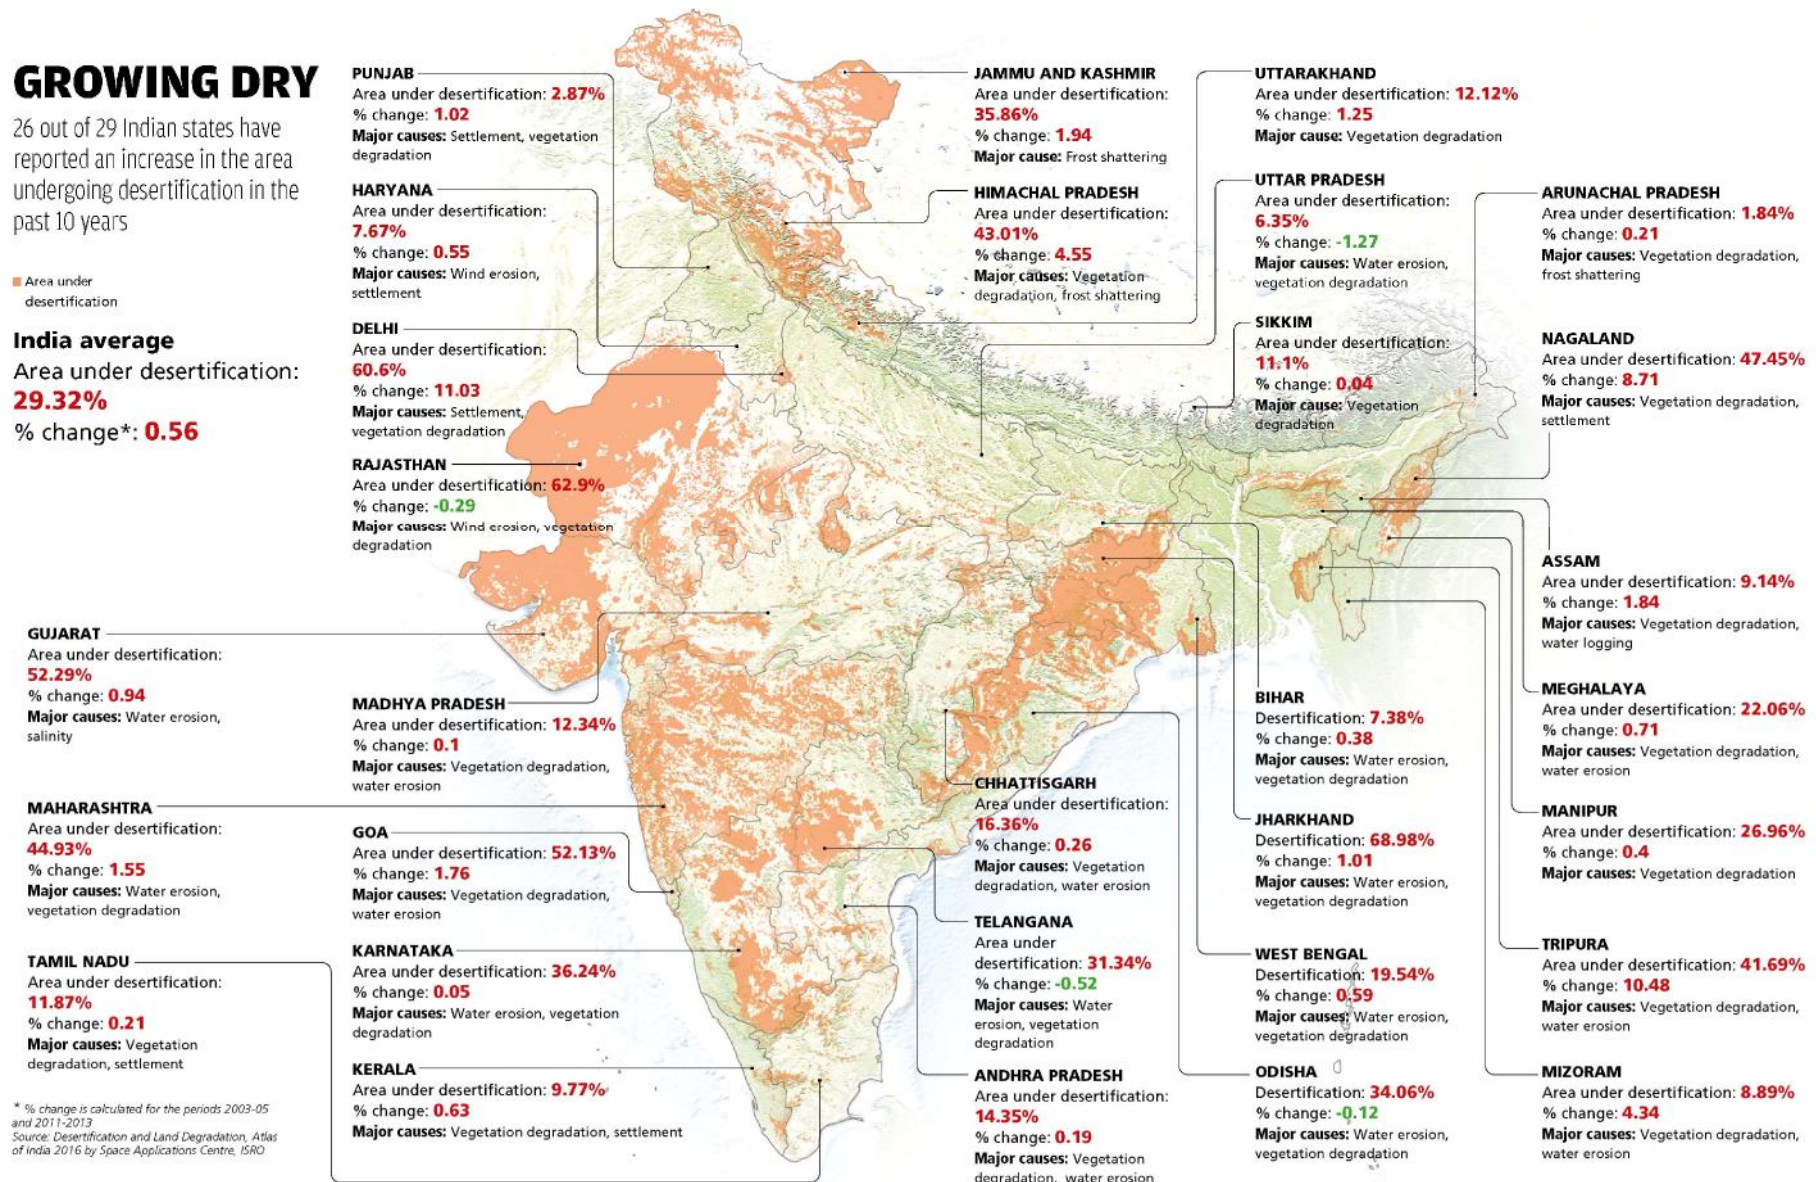 GROWING DRY
26 out of 29 Indian states have
reported an increase in the area
undergoing desertification in the
past 10 years
Area under
desertification
India average
Area under desertification:
29.32%
% change*: 0.56
PUNJAB
Area under desertification: 2.87%
% change: 1.02
Major causes: Settlement, vegetation
degradation
HARYANA
Area under desertification:
7.67%
% change: 0.55
Major causes: Wind erosion,
settlement
DELHI
Area under desertification:
60.6%
% change: 11.03
Major causes: Settlement,
vegetation degradation
RAJASTHAN
Area under desertification: 62.9%
% change: -0.29
Major causes: Wind erosion, vegetation
degradation
GUJARAT
Area under desertification:
52.29%
% change: 0.94
Major causes: Water erosion,
salinity
MADHYA PRADESH
Area under desertification: 12.34%
% change: 0.1
Major causes: Vegetation degradation,
water erosion
MAHARASHTRA
Area under desertification:
44.93%
% change: 1.55
Major causes: Water erosion,
vegetation degradation
GOA
Area under desertification: 52.13%
% change: 1.76
Major causes: Vegetation degradation,
water erosion
TAMIL NADU
Area under desertification:
11.87%
% change: 0.21
Major causes: Vegetation
degradation, settlement
KARNATAKA
Area under desertification: 36.24%
% change: 0.05
Major causes: Water erosion, vegetation
degradation
KERALA
Area under desertification: 9.77%
% change: 0.63
Major causes: Vegetation degradation, settlement
JAMMU AND KASHMIR
Area under desertification:
35.86%
% change: 1.94
Major cause: Frost shattering
HIMACHAL PRADESH
Area under desertification:
43.01%
% change: 4.55
Major causes: Vegetation
degradation, frost shattering
UTTARAKHAND
Area under desertification: 12.12%
% change: 1.25
Major cause: Vegetation degradation
UTTAR PRADESH
Area under desertification:
6.35%
% change: -1.27
Major causes: Water erosion,
vegetation degradation
SIKKIM
Area under desertification:
11.1%
% change: 0.04
Major cause: Vegetation
degradation
ARUNACHAL PRADESH
Area under desertification: 1.84%
% change: 0.21
Major causes: Vegetation degradation,
frost shattering
NAGALAND
Area under desertification: 47.45%
% change: 8.71
Major causes: Vegetation degradation,
settlement
ASSAM
Area under desertification: 9.14%
% change: 1.84
Major causes: Vegetation degradation,
water logging
MEGHALAYA
Area under desertification: 22.06%
% change: 0.71
Major causes: Vegetation degradation,
water erosion
MANIPUR
Area under desertification: 26.96%
% change: 0.4
Major causes: Vegetation degradation
TRIPURA
Area under desertification: 41.69%
% change: 10.48
Major causes: Vegetation degradation,
water erosion
MIZORAM
Area under desertification: 8.89%
% change: 4.34
Major causes: Vegetation degradation,
water erosion
BIHAR
Desertification: 7.38%
% change: 0.38
Major causes: Water erosion,
vegetation degradation
JHARKHAND
Desertification: 68.98%
% change: 1.01
Major causes: Water erosion,
vegetation degradation
WEST BENGAL
Desertification: 19.54%
% change: 0.59
Major causes: Water erosion,
vegetation degradation
ODISHA
Desertification: 34.06%
% change: -0.12
Major causes: Water erosion,
vegetation degradation
CHHATTISGARH
Area under desertification:
16.36%
% change: 0.26
Major causes: Vegetation
degradation, water erosion
TELANGANA
Area under
desertification: 31.34%
% change: -0.52
Major causes: Water
erosion, vegetation
degradation
ANDHRA PRADESH
Area under desertification:
14.35%
% change: 0.19
Major causes: Vegetation
degradation, water erosion
* % change is calculated for the periods 2003-05
and 2011-2013
Source: Desertification and Land Degradation, Atlas
of India 2016 by Space Applications Centre, ISRO